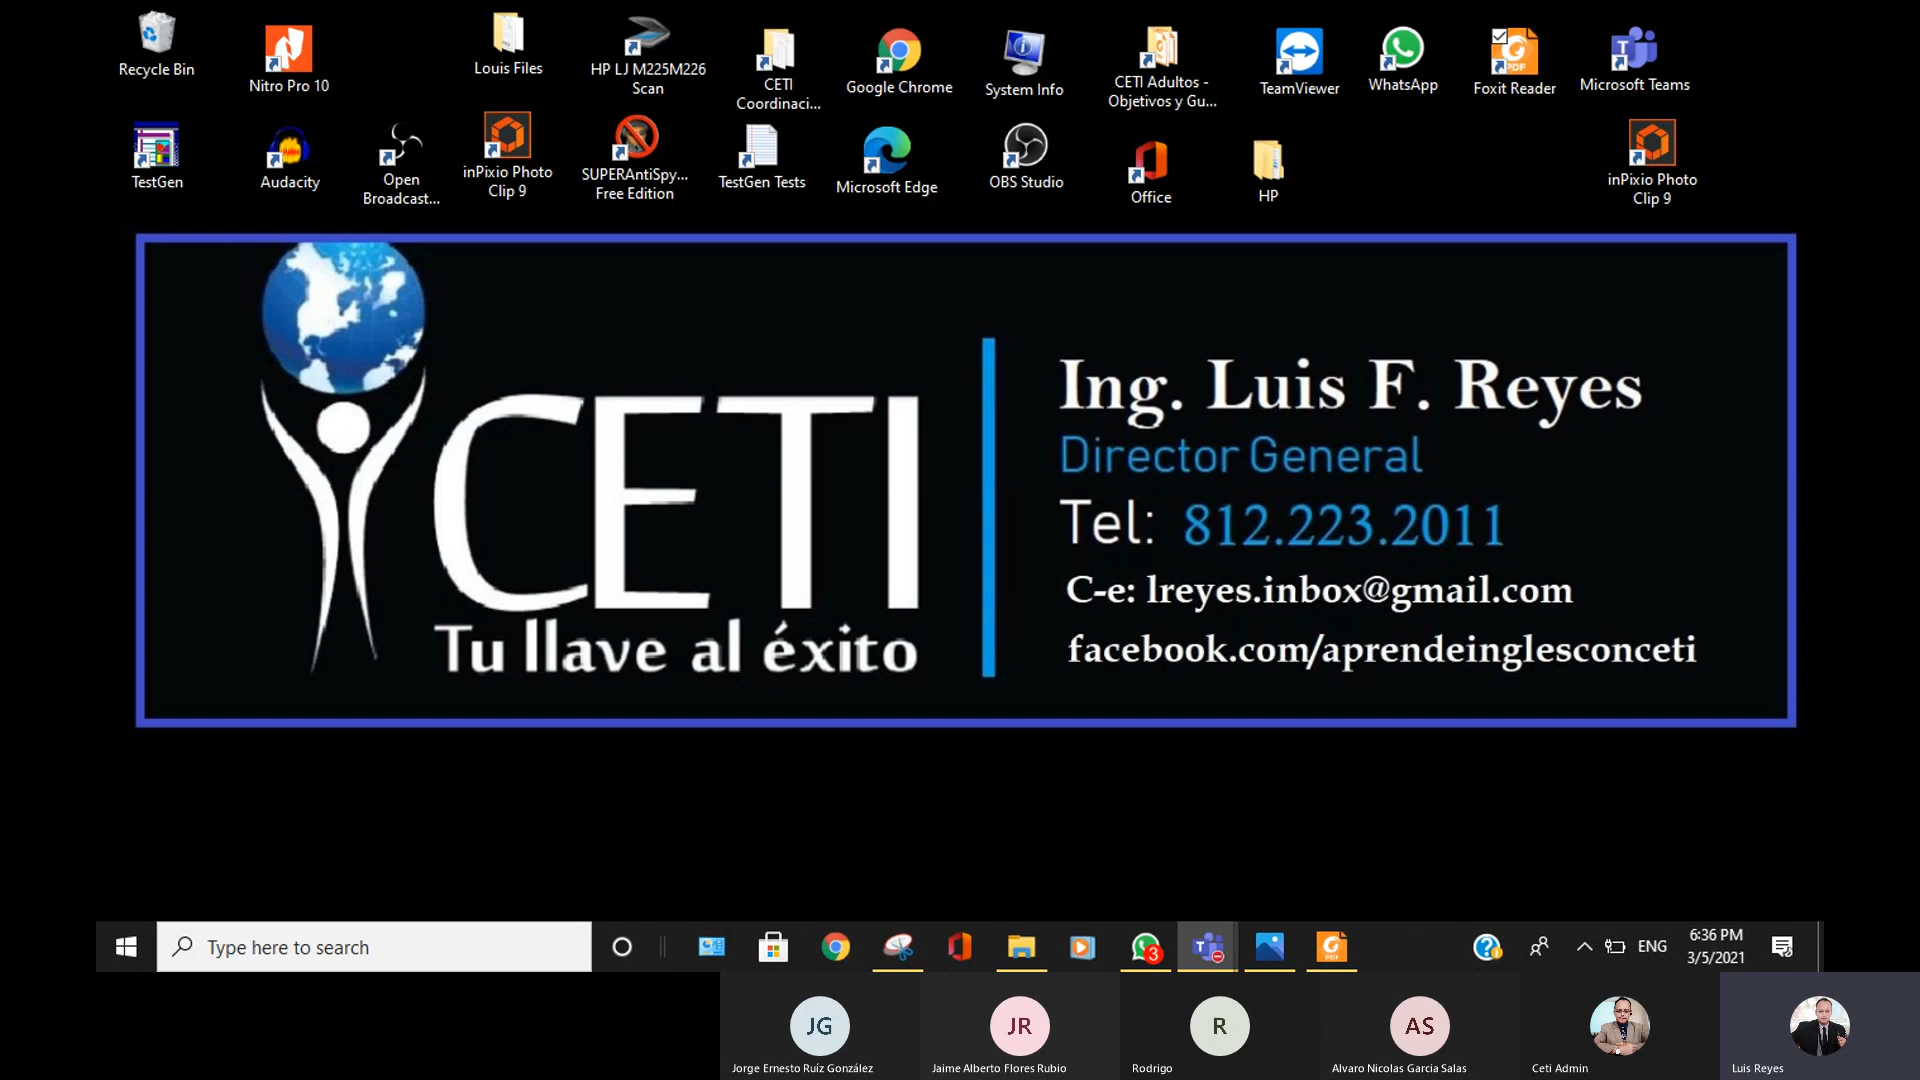 Recycle Bin
Nitro Pro 10
Louis Files
HP LJ M225M226
Scan
CETI
Coordinaci...
Google Chrome
System Info
CETI Adultos -
Objetivos y Gu...
TeamViewer
WhatsApp
Foxit Reader
Microsoft Teams
TestGen
Audacity
Open
Broadcast...
inPixio Photo
Clip 9
SUPERAntiSpy...
Free Edition
TestGen Tests
Microsoft Edge
OBS Studio
Office
HP
inPixio Photo
Clip 9
CETI
Tu llave al éxito
Ing. Luis F. Reyes
Director General
Tel: 812.223.2011
C-e: lreyes.inbox@gmail.com
facebook.com/aprendeinglesconceti
Type here to search
3
ENG
6:36 PM
3/5/2021
JG
JR
R
AS
Jorge Ernesto Ruíz González
Jaime Alberto Flores Rubio
Rodrigo
Alvaro Nicolas Garcia Salas
Ceti Admin
Luis Reyes